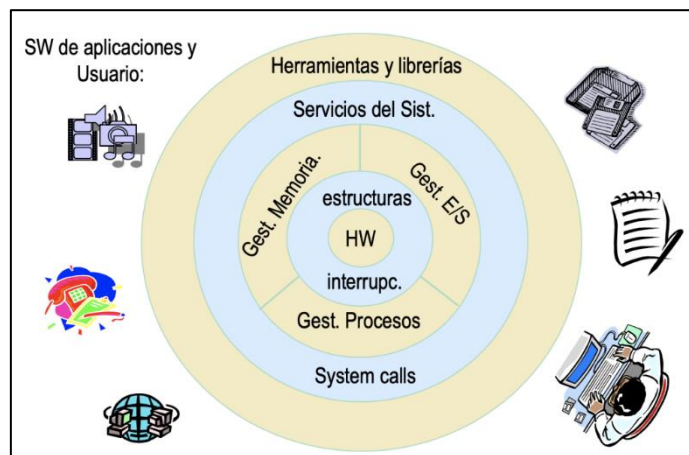 SW de aplicaciones y
Usuario:
Herramientas y librerías
Servicios del Sist.
Gest. Memoria.
Gest. E/S
estructuras
HW
interrupc.
Gest. Procesos
System calls